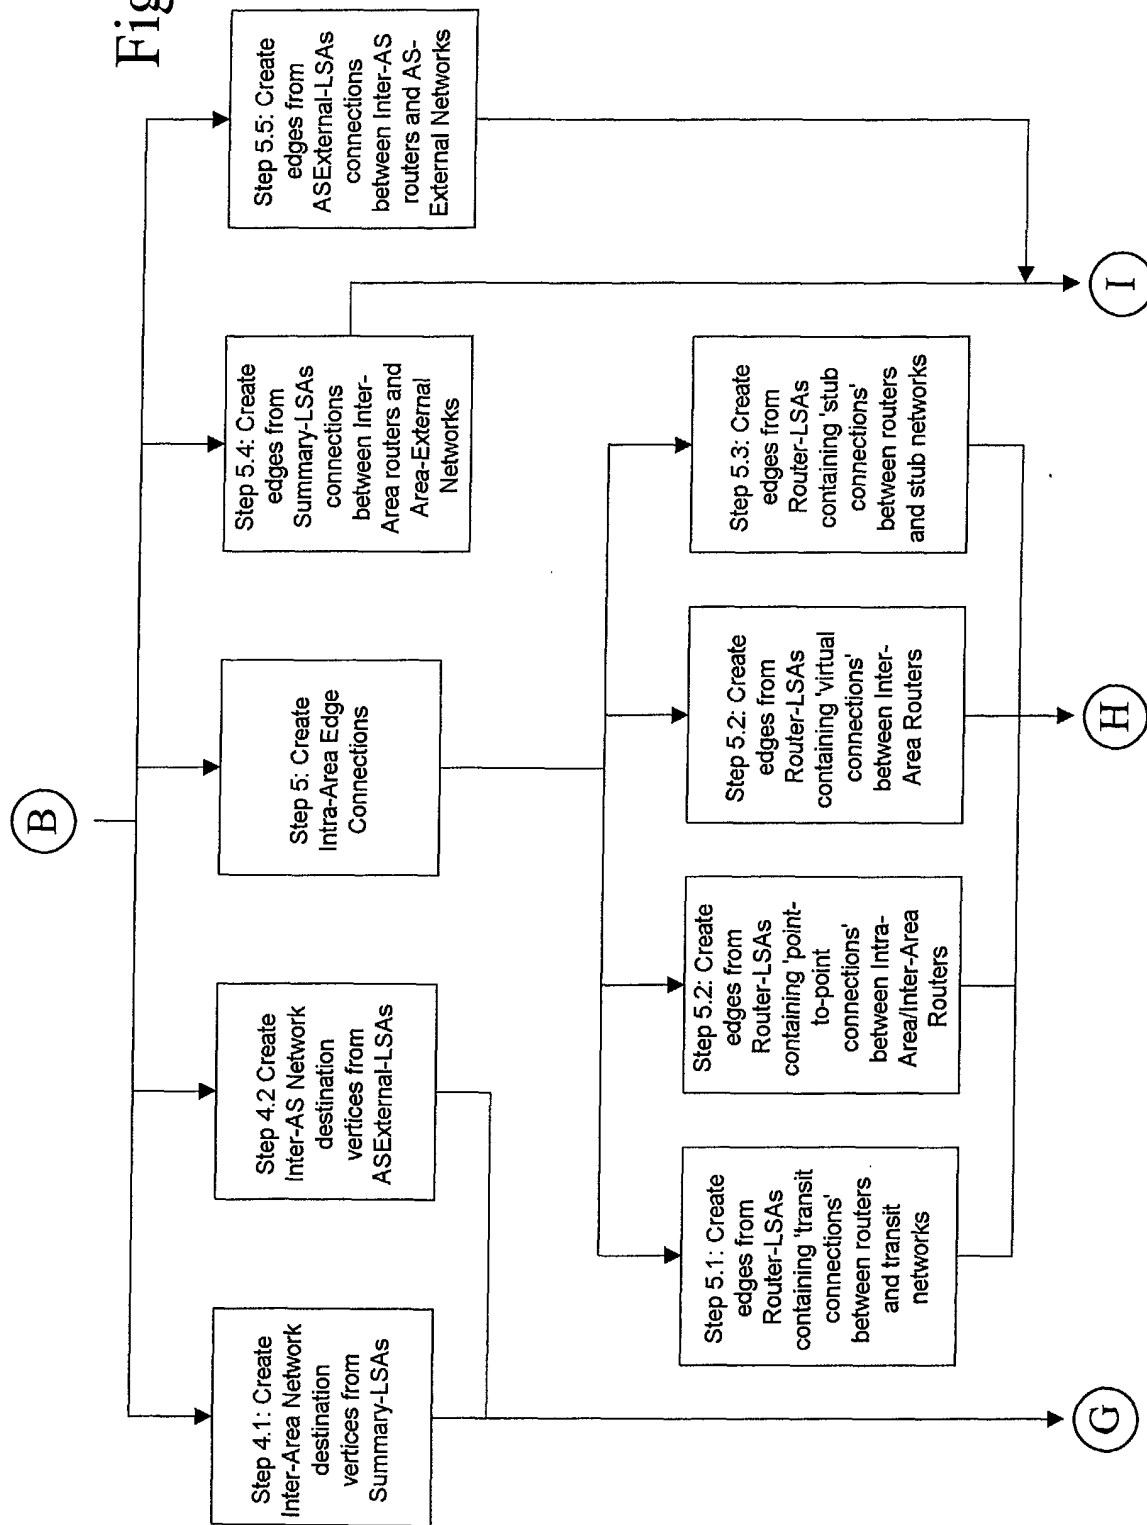 Fig
B
Step 4.1: Create
Inter-Area Network
destination
vertices from
Summary-LSAs
Step 4.2 Create
Inter-AS Network
destination
vertices from
ASExternal-LSAs
Step 5: Create
Intra-Area Edge
Connections
Step 5.4: Create
edges from
Summary-LSAs
connections
between Inter-
Area routers and
Area-External
Networks
Step 5.5: Create
edges from
ASExternal-LSAs
connections
between Inter-AS
routers and AS-
External Networks
Step 5.1: Create
edges from
Router-LSAs
containing 'transit
connections'
between routers
and transit
networks
Step 5.2: Create
edges from
Router-LSAs
containing 'point-
to-point
connections'
between Intra-
Area/Inter-Area
Routers
Step 5.2: Create
edges from
Router-LSAs
containing 'virtual
connections'
between Inter-
Area Routers
Step 5.3: Create
edges from
Router-LSAs
containing 'stub
connections'
between routers
and stub networks
G
H
I